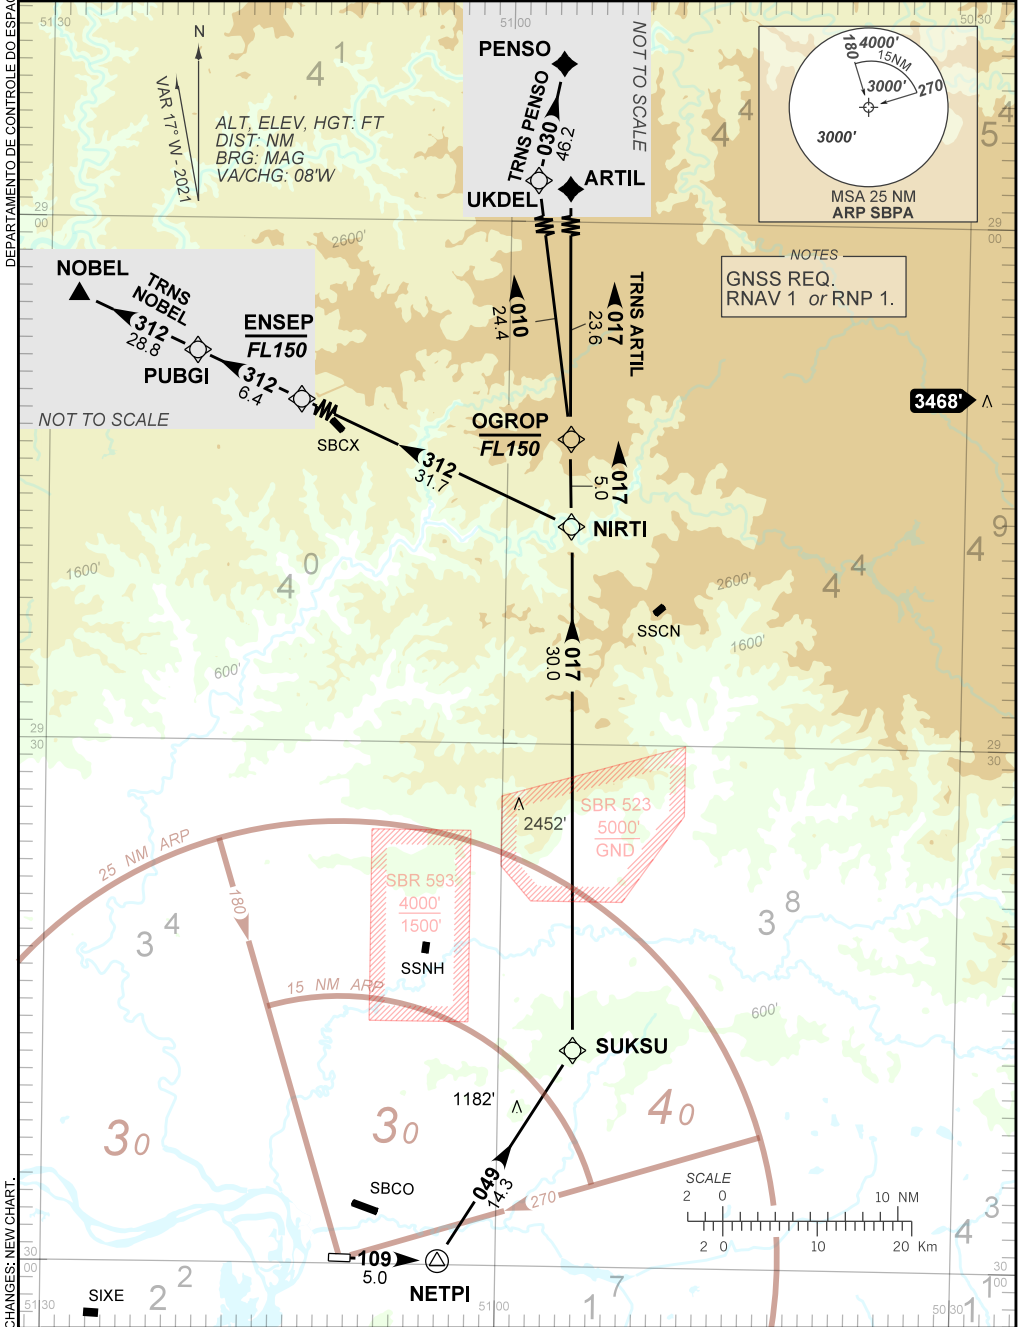 DEPARTAMENTO DE CONTROLE DO ESPAÇ
51 30
51 00
50 30
N
VAR 17° W - 2021
ALT, ELEV, HGT: FT
DIST: NM
BRG: MAG
VA/CHG: 08'W
4 1
PENSO
NOT TO SCALE
TRNS PENSO
030
46.2
UKDEL
ARTIL
4 4
5
180
4000'
15NM
3000'
270
3000'
MSA 25 NM
ARP SBPA
29 00
29 00
2600'
NOTES
GNSS REQ.
RNAV 1 or RNP 1.
NOBEL
TRNS NOBEL
312
28.8
PUBGI
ENSEP
FL150
312
6.4
NOT TO SCALE
SBCX
010
24.4
017
23.6
TRNS ARTIL
3468'
OGROP
FL150
312
31.7
017
5.0
NIRTI
4 9
4 0
4 4
1600'
2600'
SSCN
1600'
600'
017
30.0
29 30
29 30
2452'
SBR 523
5000'
GND
25 NM ARP
SBR 593
4000'
1500'
SSNH
180
3 4
3 8
15 NM ARP
600'
SUKSU
1182'
30
30
40
SBCO
049
14.3
270
SCALE
2 0 10 NM
2 0 10 20 Km
3
4
30 00
109
5.0
NETPI
30 00
2 2
1 7
1 1
SIXE
51 30
51 00
50 30
CHANGES: NEW CHART.